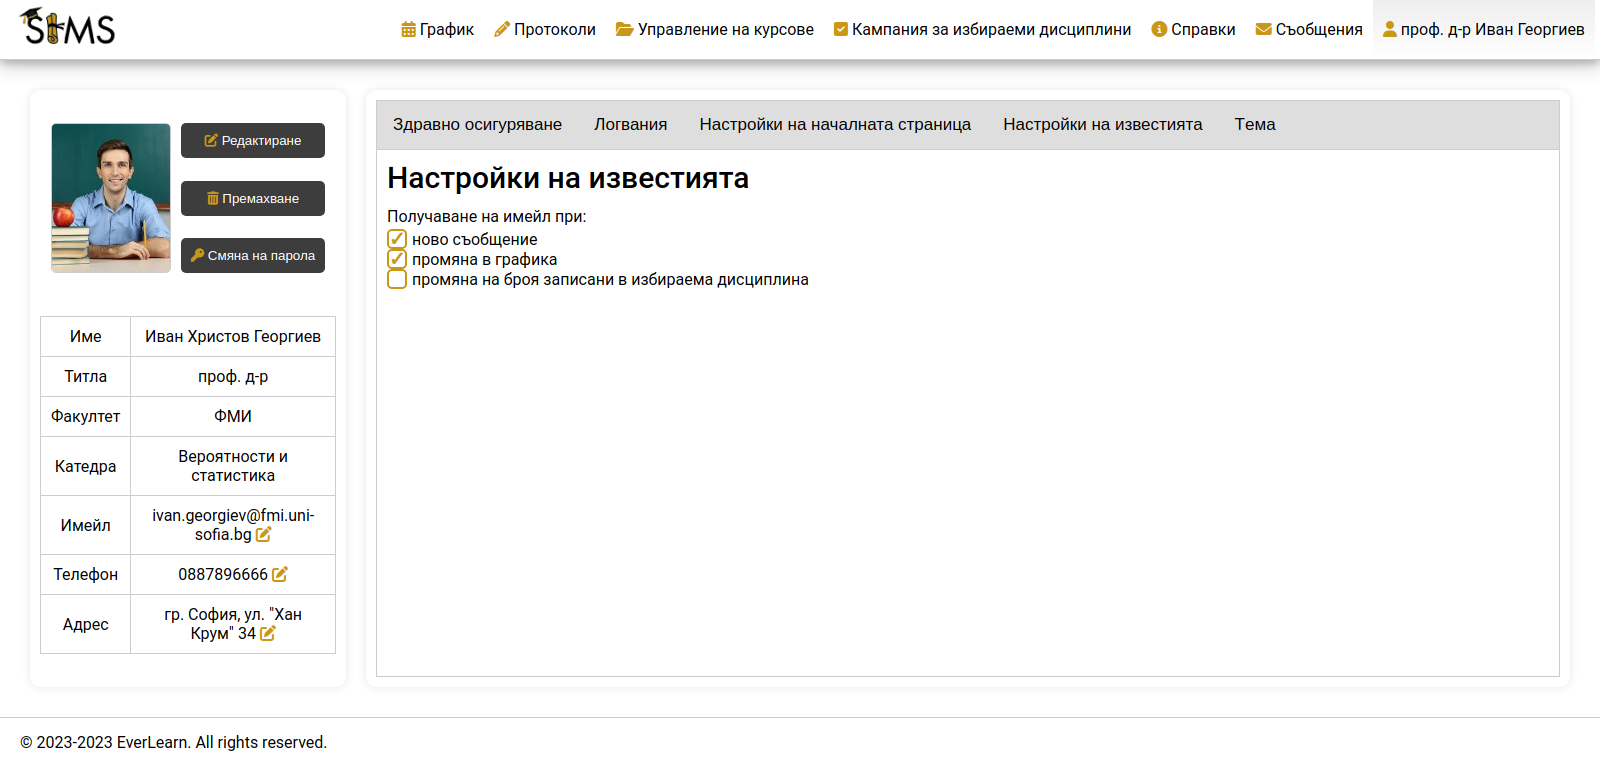 SIMS
График Протоколи Управление на курсове Кампания за избираеми дисциплини Справки Съобщения проф. д-р Иван Георгиев
Редактиране
Премахване
Смяна на парола
Име Иван Христов Георгиев
Титла проф. д-р
Факултет ФМИ
Катедра Вероятности и
статистика
Имейл ivan.georgiev@fmi.uni-
sofia.bg
Телефон 0887896666
Адрес гр. София, ул. "Хан
Крум" 34
Здравно осигуряване Логвания Настройки на началната страница Настройки на известията Тема
Настройки на известията
Получаване на имейл при:
ново съобщение
промяна в графика
промяна на броя записани в избираема дисциплина
© 2023-2023 EverLearn. All rights reserved.